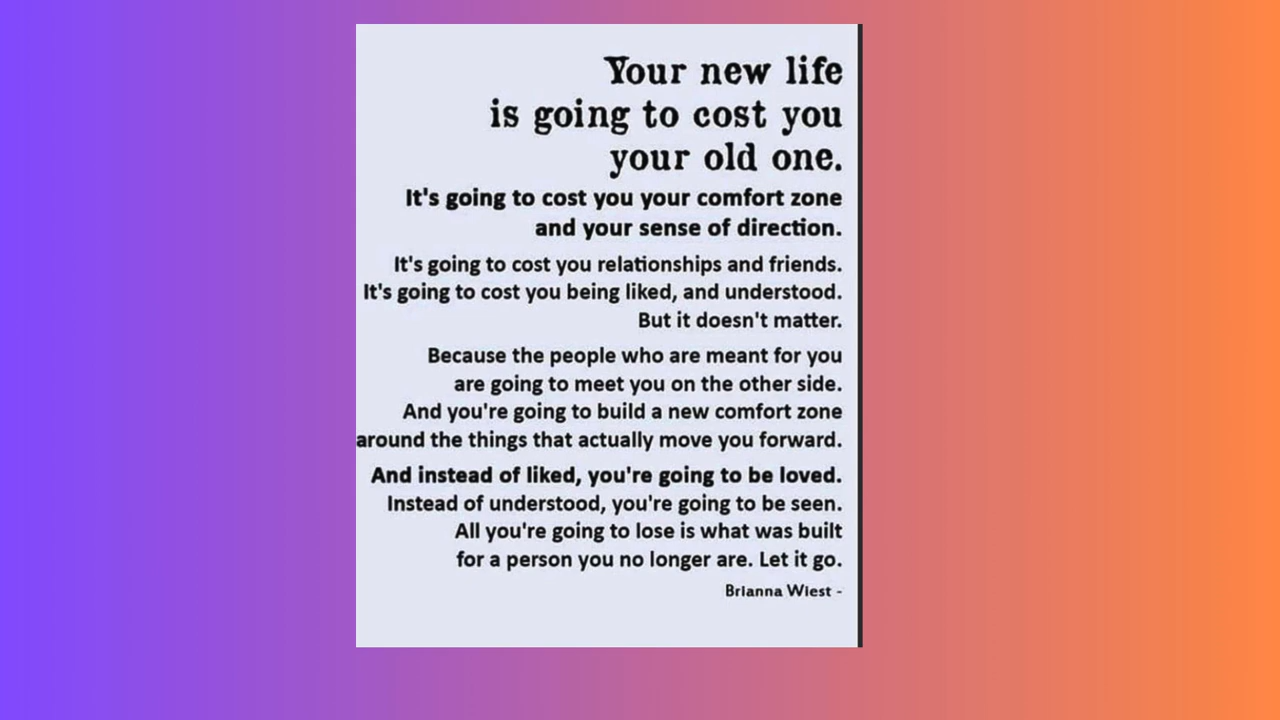 Your new life
is going to cost you
your old one.
It's going to cost you your comfort zone
and your sense of direction.
It's going to cost you relationships and friends.
It's going to cost you being liked, and understood.
But it doesn't matter.
Because the people who are meant for you
are going to meet you on the other side.
And you're going to build a new comfort zone
around the things that actually move you forward.
And instead of liked, you're going to be loved.
Instead of understood, you're going to be seen.
All you're going to lose is what was built
for a person you no longer are. Let it go.
Brianna Wiest -